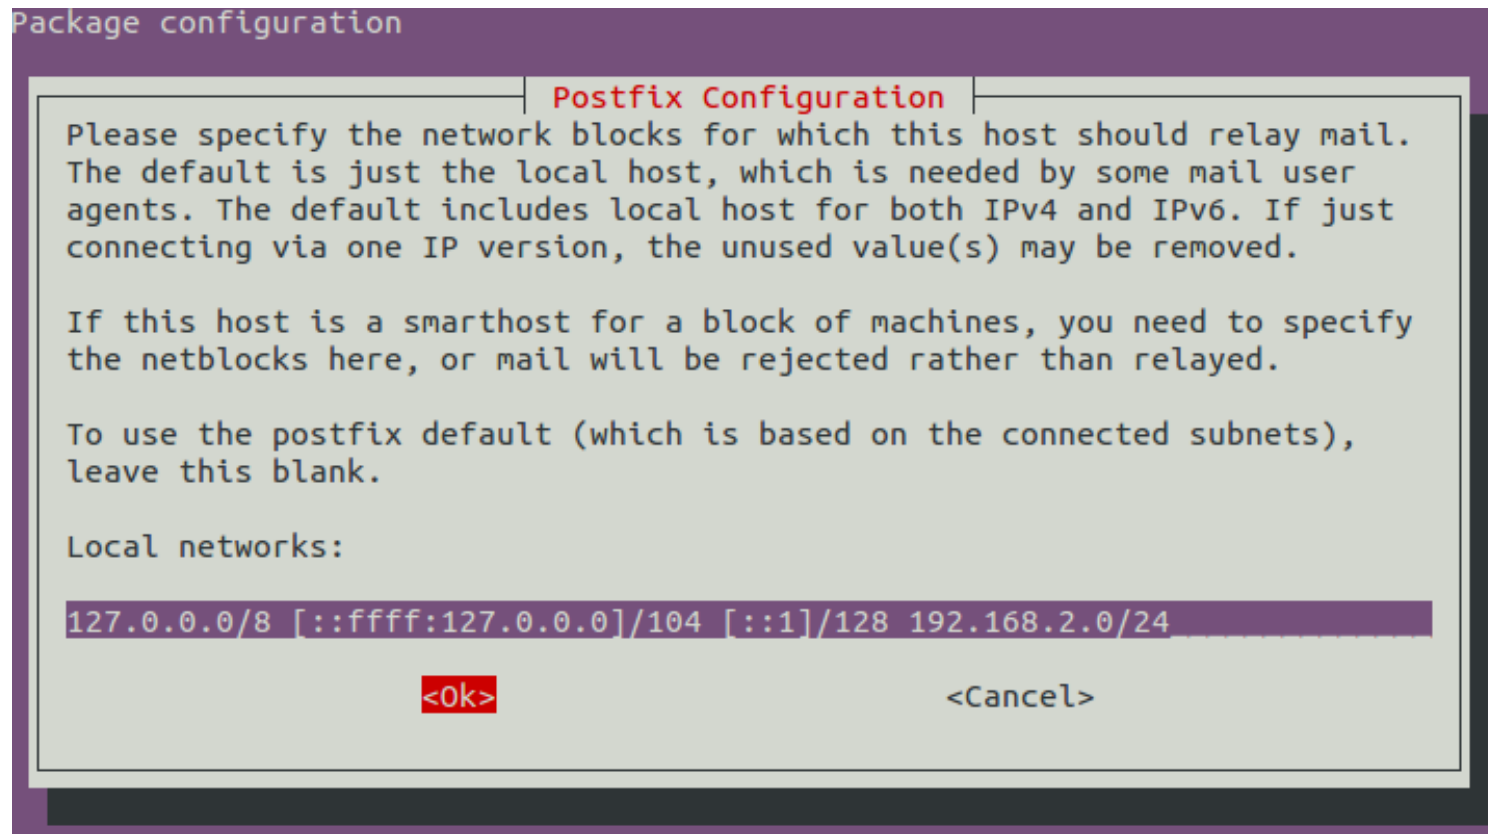 Package configuration
Postfix Configuration
Please specify the network blocks for which this host should relay mail.
The default is just the local host, which is needed by some mail user
agents. The default includes local host for both IPv4 and IPv6. If just
connecting via one IP version, the unused value(s) may be removed.
If this host is a smarthost for a block of machines, you need to specify
the netblocks here, or mail will be rejected rather than relayed.
To use the postfix default (which is based on the connected subnets),
leave this blank.
Local networks:
127.0.0.0/8 [::ffff:127.0.0.0]/104 [::1]/128 192.168.2.0/24
<Ok> <Cancel>